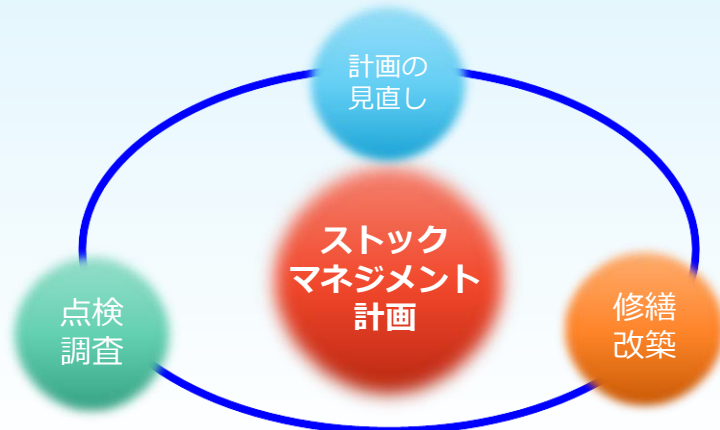 計画の
見直し
ストック
マネジメント
計画
点検
調査
修繕
改築